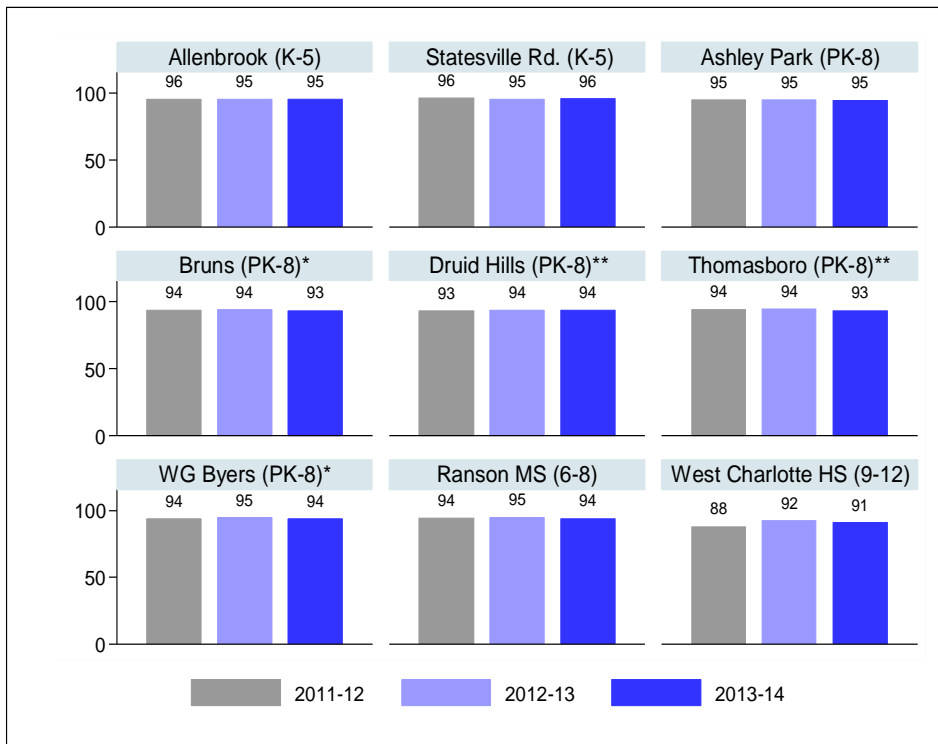 Allenbrook (K-5)
Statesville Rd. (K-5)
Ashley Park (PK-8)
96 95 95
96 95 96
95 95 95
100
50
0
Bruns (PK-8)*
Druid Hills (PK-8)**
Thomasboro (PK-8)**
94 94 93
93 94 94
94 94 93
100
50
0
WG Byers (PK-8)*
Ranson MS (6-8)
West Charlotte HS (9-12)
94 95 94
94 95 94
88 92 91
100
50
0
2011-12 2012-13 2013-14